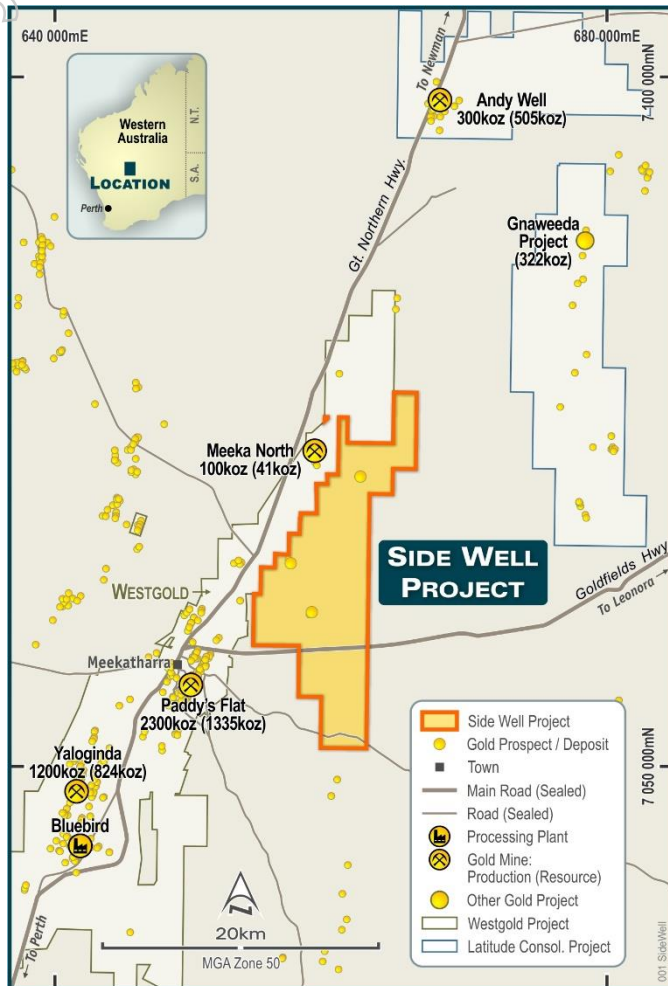 640 000mE
680 000mE
7 100 000mN
To Newman
Western
Australia
N.T.
S.A.
LOCATION
Perth
Andy Well
300koz (505koz)
Gt. Northern Hwy.
Gnaweeda
Project
(322koz)
Meeka North
100koz (41koz)
SIDE WELL
PROJECT
Goldfields Hwy
To Leonora
WESTGOLD
Meekatharra
Paddy's Flat
2300koz (1335koz)
Yaloginda
1200koz (824koz)
Bluebird
7 050 000mN
Side Well Project
Gold Prospect / Deposit
Town
Main Road (Sealed)
Road (Sealed)
Processing Plant
Gold Mine:
Production (Resource)
Other Gold Project
Westgold Project
Latitude Consol. Project
20km
MGA Zone 50
To Perth
001 SideWell